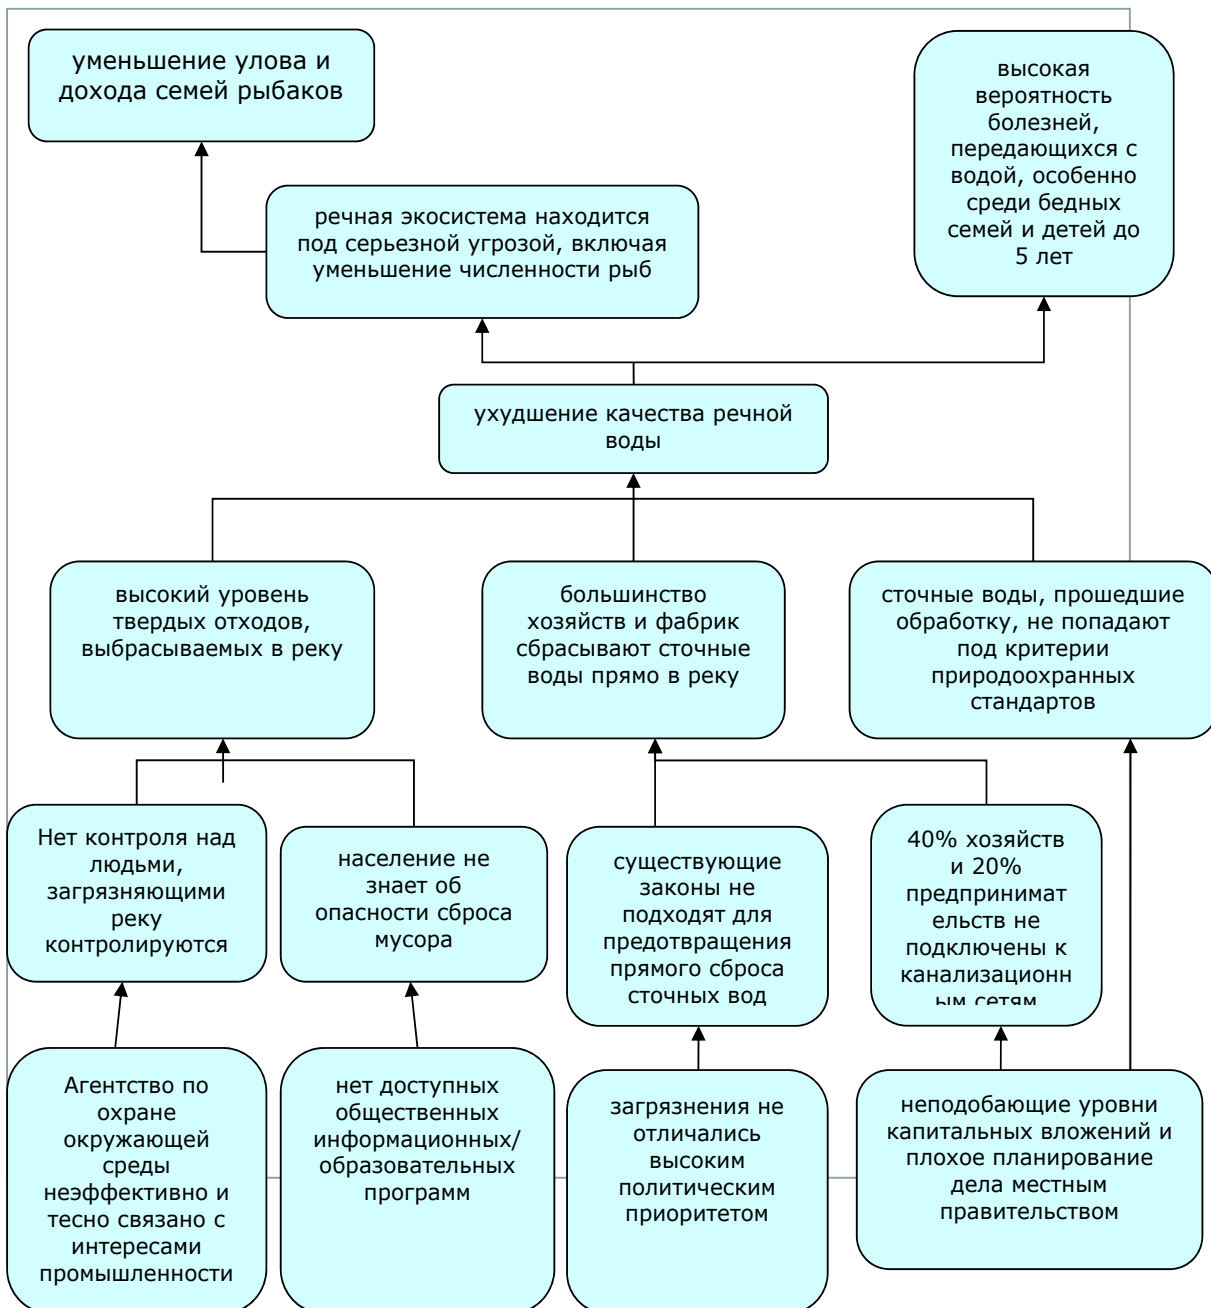 уменьшение улова и
дохода семей рыбаков
высокая
вероятность
болезней,
передающихся с
водой, особенно
среди бедных
семей и детей до
5 лет
речная экосистема находится
под серьезной угрозой, включая
уменьшение численности рыб
ухудшение качества речной
воды
высокий уровень
твердых отходов,
выбрасываемых в реку
большинство
хозяйств и фабрик
сбрасывают сточные
воды прямо в реку
сточные воды, прошедшие
обработку, не попадают
под критерии
природоохранных
стандартов
Нет контроля над
людьми,
загрязняющими
реку
контролируются
население не
знает об
опасности сброса
мусора
существующие
законы не
подходят для
предотвращения
прямого сброса
сточных вод
40% хозяйств
и 20%
предпринимат
ельств не
подключены к
канализационн
ым сетям
Агентство по
охране
окружающей
среды
неэффективно и
тесно связано с
интересами
промышленности
нет доступных
общественных
информационных/
образовательных
программ
загрязнения не
отличались
высоким
политическим
приоритетом
неподобающие уровни
капитальных вложений и
плохое планирование
дела местным
правительством